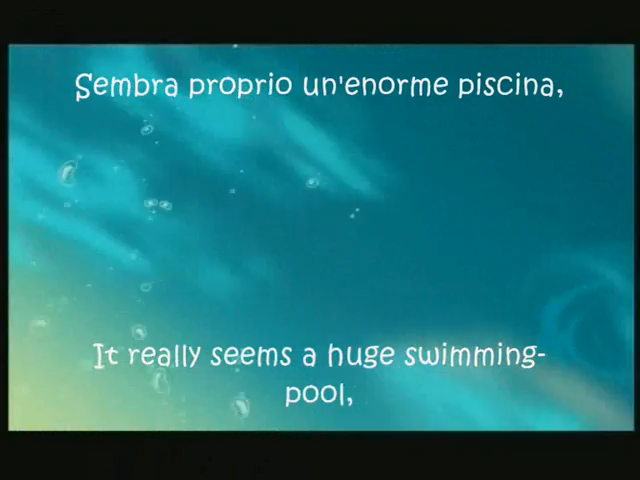 Sembra proprio un'enorme piscina,
It really seems a huge swimming-
pool,